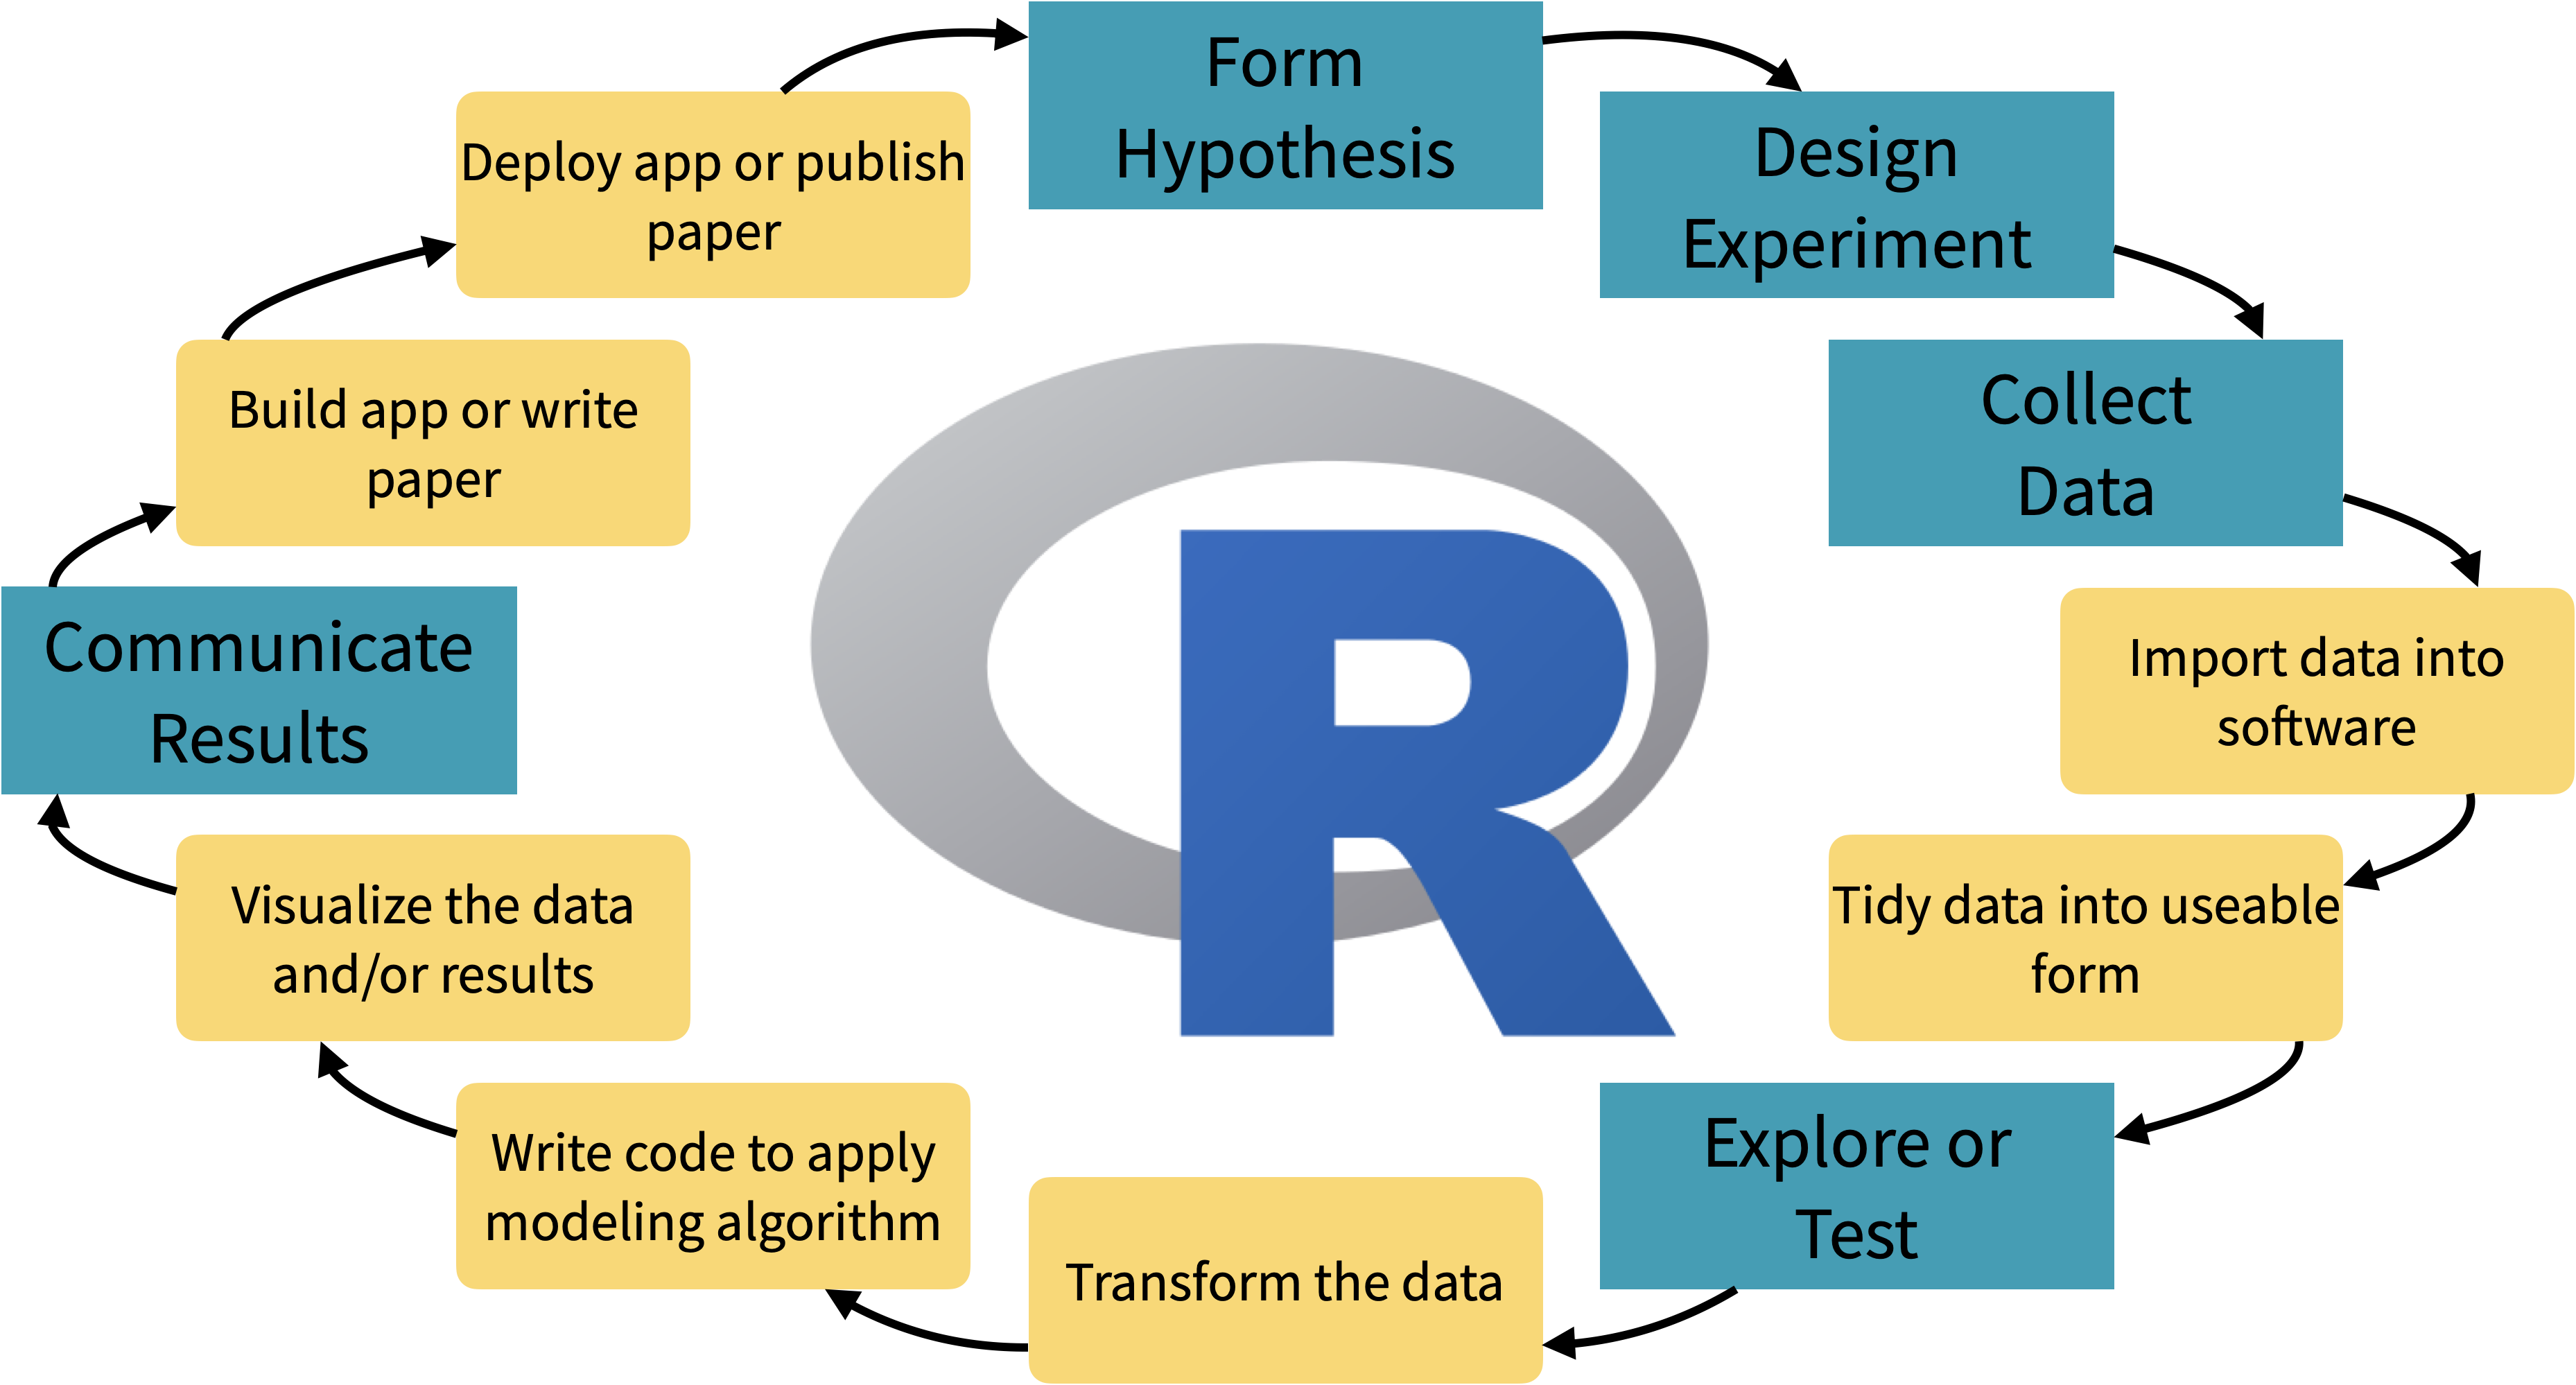 Form
Hypothesis
Design
Experiment
Collect
Data
Import data into
software
Tidy data into useable
form
Explore or
Test
Transform the data
Write code to apply
modeling algorithm
Visualize the data
and/or results
Communicate
Results
Build app or write
paper
Deploy app or publish
paper
R